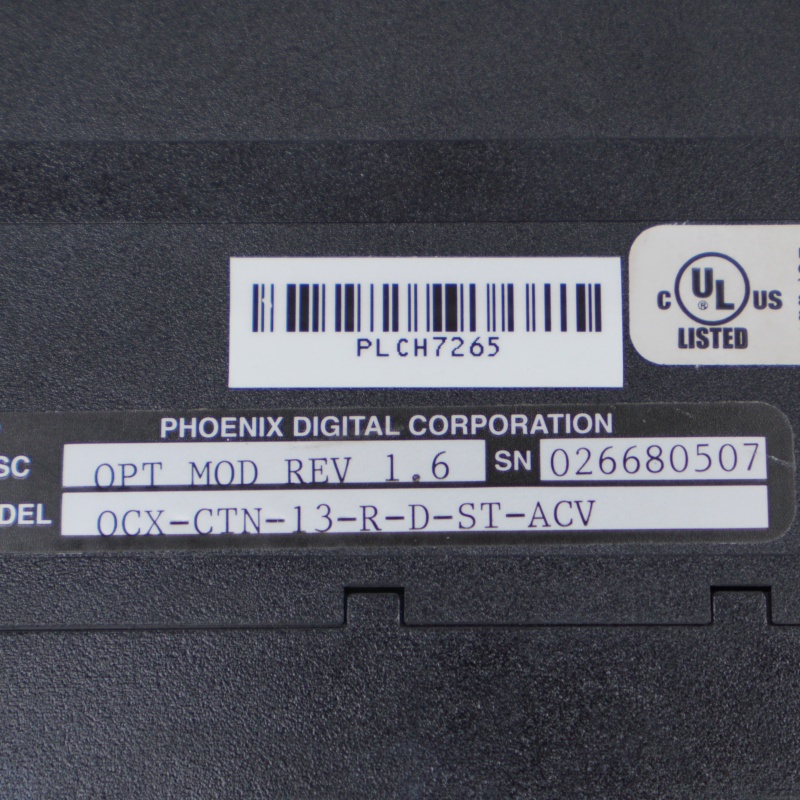 PLCH7265
C UL® US
LISTED
PHOENIX DIGITAL CORPORATION
SC OPT MOD REV 1.6 SN 026680507
DEL OCX-CTN-13-R-D-ST-ACV